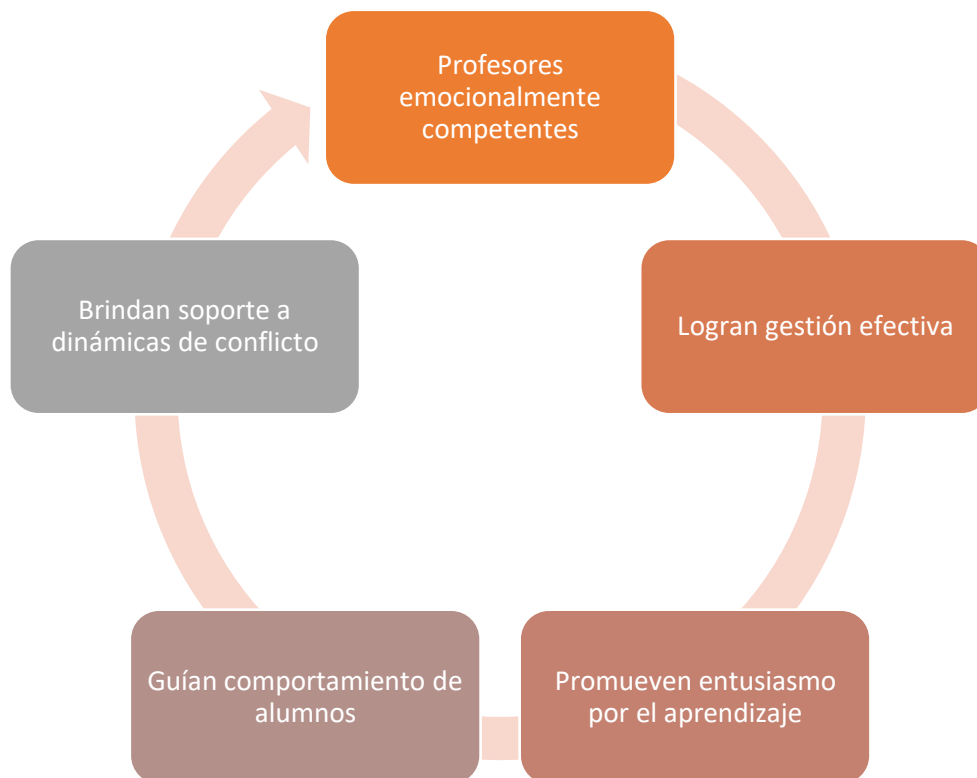 Profesores
emocionalmente
competentes
Logran gestión efectiva
Promueven entusiasmo
por el aprendizaje
Guían comportamiento de
alumnos
Brindan soporte a
dinámicas de conflicto